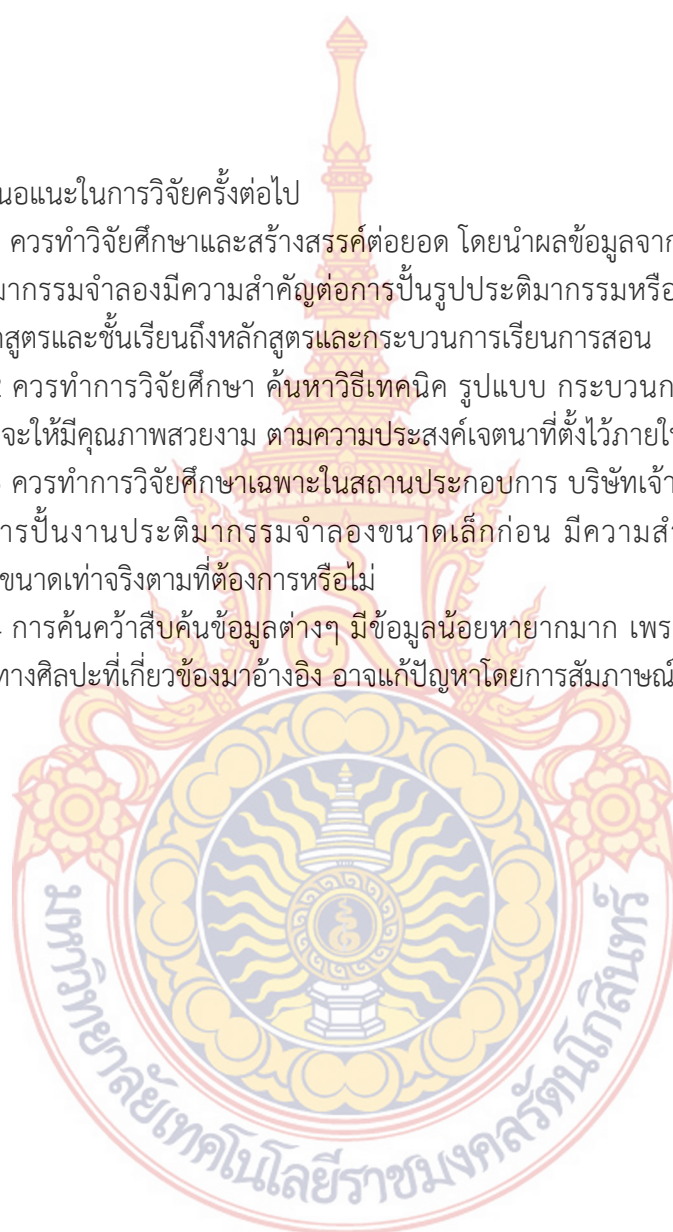 นอแนะในการวิจัยครั้งต่อไป
ควรทำวิจัยศึกษาและสร้างสรรค์ต่อยอด โดยนำผลข้อมูลจาก
มากรรมจำลองมีความสำคัญต่อการปั้นรูปประติมากรรมหรือ
สูตรและชั้นเรียนถึงหลักสูตรและกระบวนการเรียนการสอน
ควรทำการวิจัยศึกษา ค้นหาวิธีเทคนิค รูปแบบ กระบวนก
จะให้มีคุณภาพสวยงาม ตามความประสงค์เจตนาที่ตั้งไว้ภายใ
ควรทำการวิจัยศึกษาเฉพาะในสถานประกอบการ บริษัทเจ้า
ารปั้นงานประติมากรรมจำลองขนาดเล็กก่อน มีความสำ
ขนาดเท่าจริงตามที่ต้องการหรือไม่
การค้นคว้าสืบค้นข้อมูลต่างๆ มีข้อมูลน้อยหายากมาก เพร
ทางศิลปะที่เกี่ยวข้องมาอ้างอิง อาจแก้ปัญหาโดยการสัมภาษณ์
มหาวิทยาลัยเทคโนโลยีราชมงคลรัตนโกสินทร์